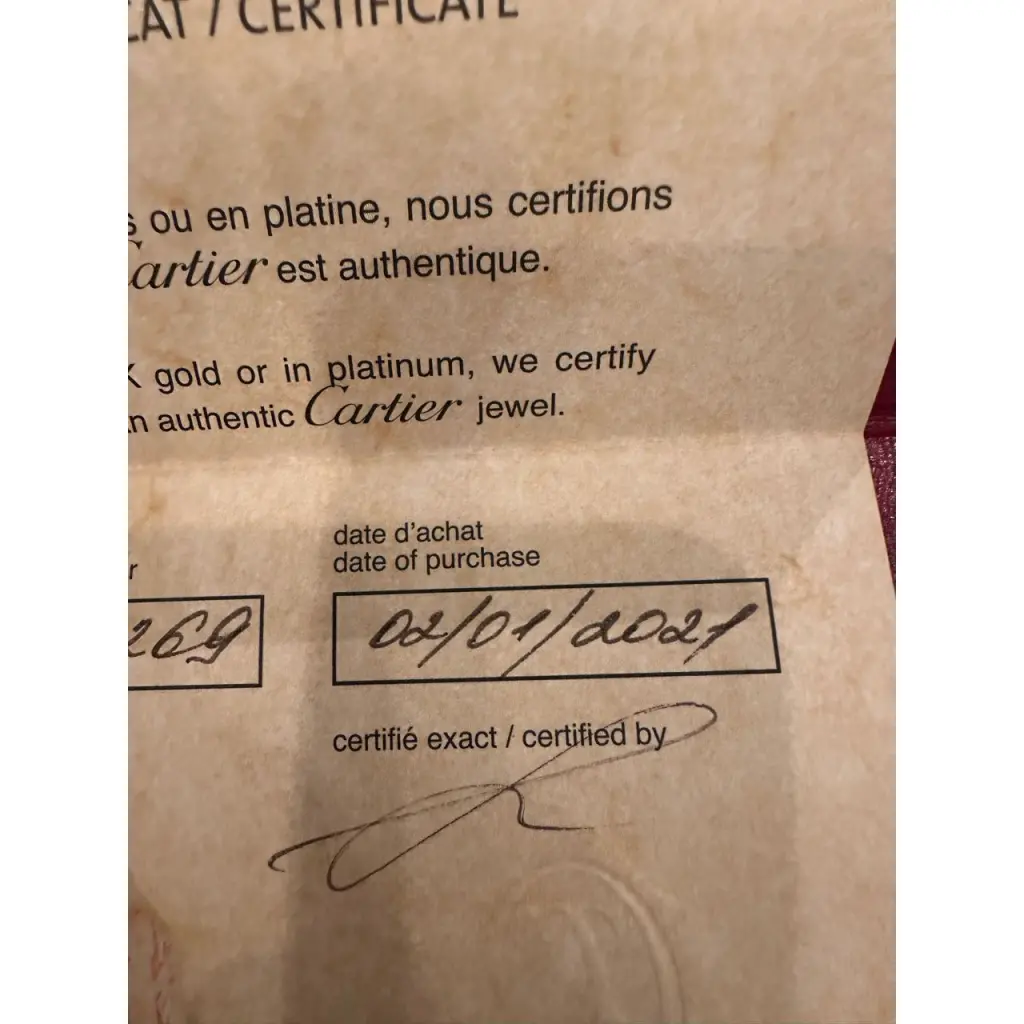 CAT / CERTIFICATE
ou en platine, nous certifions
Cartier est authentique.
gold or in platinum, we certify
authentic Cartier jewel.
date d'achat
date of purchase
269
02/01/2021
certifié exact / certified by